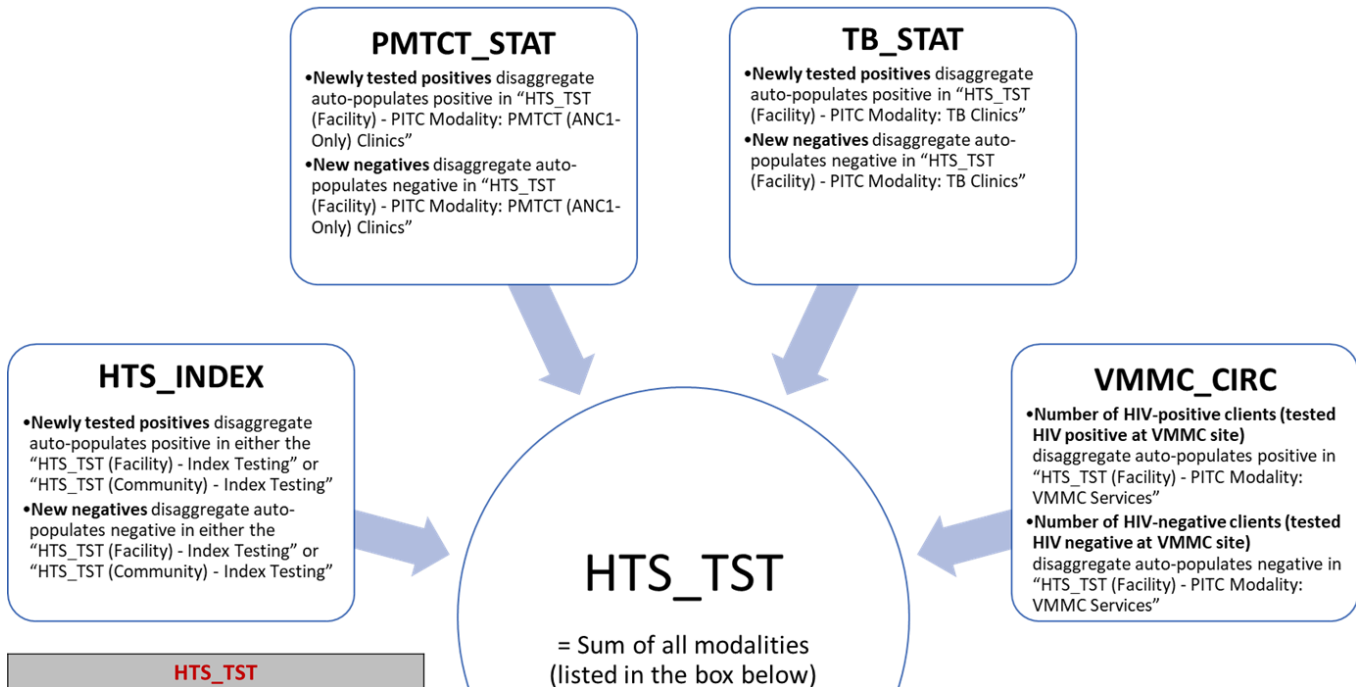 PMTCT_STAT
•Newly tested positives disaggregate
auto-populates positive in “HTS_TST
(Facility) - PITC Modality: PMTCT (ANC1-
Only) Clinics”
•New negatives disaggregate auto-
populates negative in “HTS_TST
(Facility) - PITC Modality: PMTCT (ANC1-
Only) Clinics”
TB_STAT
•Newly tested positives disaggregate
auto-populates positive in “HTS_TST
(Facility) - PITC Modality: TB Clinics”
•New negatives disaggregate auto-
populates negative in “HTS_TST
(Facility) - PITC Modality: TB Clinics”
HTS_INDEX
•Newly tested positives disaggregate
auto-populates positive in either the
“HTS_TST (Facility) - Index Testing” or
“HTS_TST (Community) - Index Testing”
•New negatives disaggregate auto-
populates negative in either the
“HTS_TST (Facility) - Index Testing” or
“HTS_TST (Community) - Index Testing”
VMMC_CIRC
•Number of HIV-positive clients (tested
HIV positive at VMMC site)
disaggregate auto-populates positive in
“HTS_TST (Facility) - PITC Modality:
VMMC Services”
•Number of HIV-negative clients (tested
HIV negative at VMMC site)
disaggregate auto-populates negative in
“HTS_TST (Facility) - PITC Modality:
VMMC Services”
HTS_TST
= Sum of all modalities
(listed in the box below)
HTS_TST